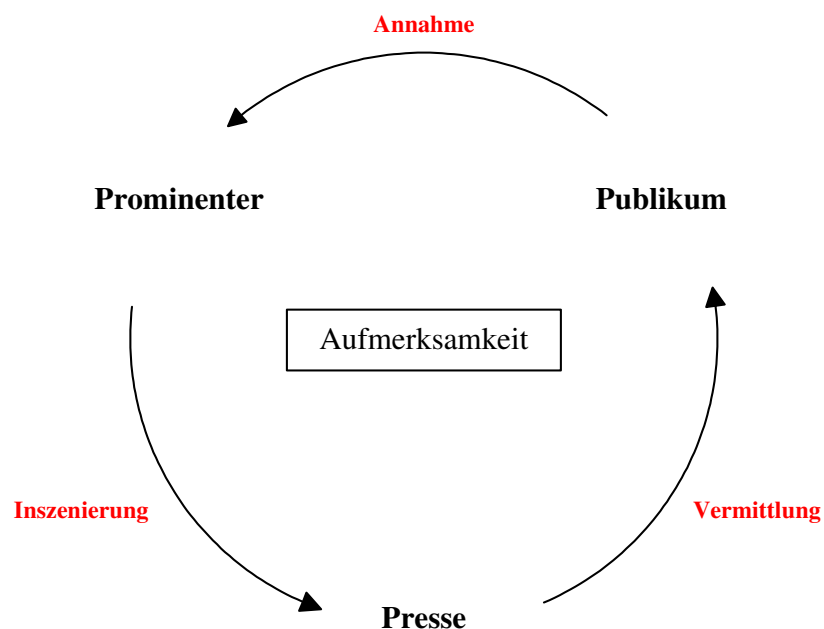 Annahme
Prominenter
Publikum
Aufmerksamkeit
Inszenierung
Vermittlung
Presse